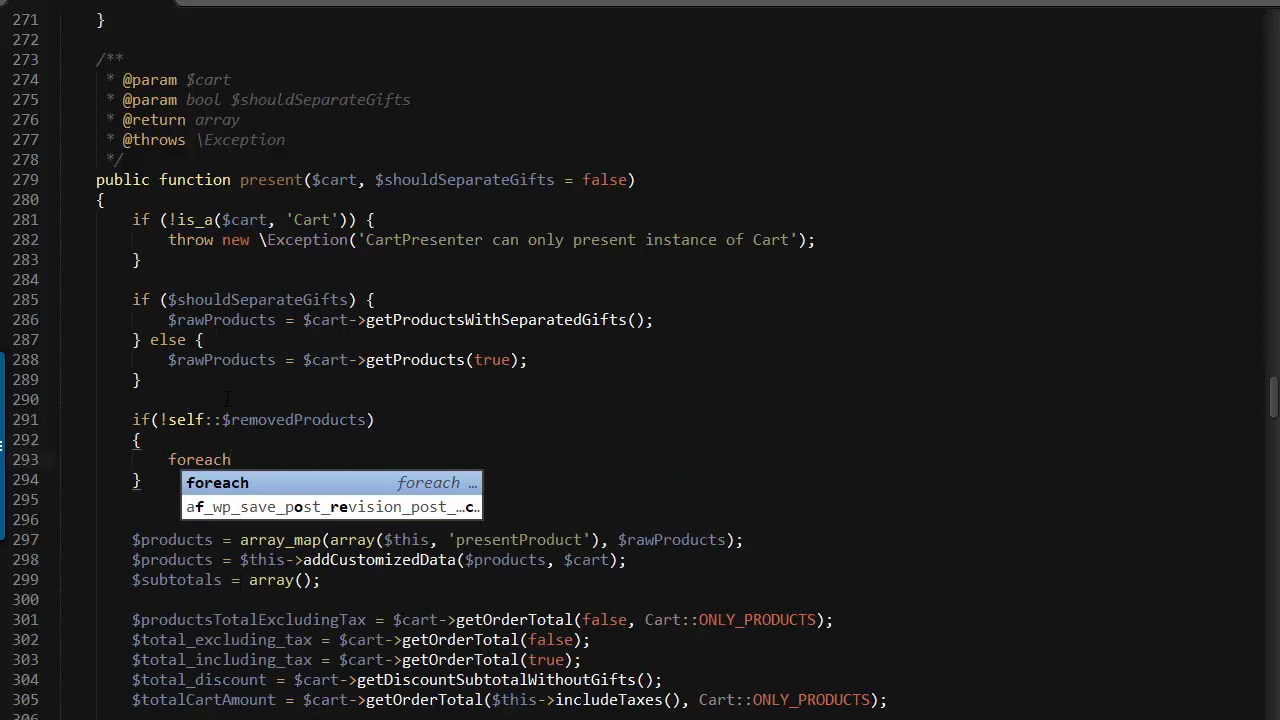 271 }
272
273 /**
274 * @param $cart
275 * @param bool $shouldSeparateGifts
276 * @return array
277 * @throws \Exception
278 */
279 public function present($cart, $shouldSeparateGifts = false)
280 {
281 if (!is_a($cart, 'Cart')) {
282 throw new \Exception('CartPresenter can only present instance of Cart');
283 }
284
285 if ($shouldSeparateGifts) {
286 $rawProducts = $cart->getProductsWithSeparatedGifts();
287 } else {
288 $rawProducts = $cart->getProducts(true);
289 }
290
291 if(!self::$removedProducts)
292 {
293 foreach
foreach foreach …
294 }
af_wp_save_post_revision_post_…c…
295
296
297 $products = array_map(array($this, 'presentProduct'), $rawProducts);
298 $products = $this->addCustomizedData($products, $cart);
299 $subtotals = array();
300
301 $productsTotalExcludingTax = $cart->getOrderTotal(false, Cart::ONLY_PRODUCTS);
302 $total_excluding_tax = $cart->getOrderTotal(false);
303 $total_including_tax = $cart->getOrderTotal(true);
304 $total_discount = $cart->getDiscountSubtotalWithoutGifts();
305 $totalCartAmount = $cart->getOrderTotal($this->includeTaxes(), Cart::ONLY_PRODUCTS);